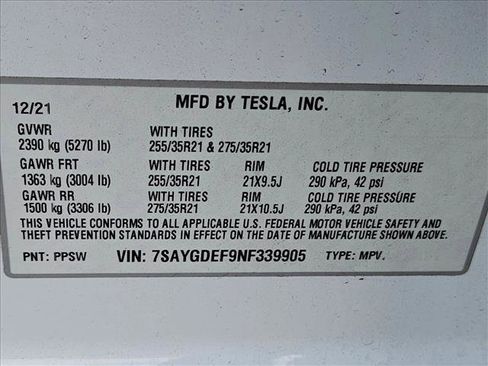 12/21 MFD BY TESLA, INC.
GVWR WITH TIRES
2390 kg (5270 lb) 255/35R21 & 275/35R21
GAWR FRT WITH TIRES RIM COLD TIRE PRESSURE
1363 kg (3004 lb) 255/35R21 21X9.5J 290 kPa, 42 psi
GAWR RR WITH TIRES RIM COLD TIRE PRESSURE
1500 kg (3306 lb) 275/35R21 21X10.5J 290 kPa, 42 psi
THIS VEHICLE CONFORMS TO ALL APPLICABLE U.S. FEDERAL MOTOR VEHICLE SAFETY AND
THEFT PREVENTION STANDARDS IN EFFECT ON THE DATE OF MANUFACTURE SHOWN ABOVE.
PNT: PPSW VIN: 7SAYGDEF9NF339905 TYPE: MPV.